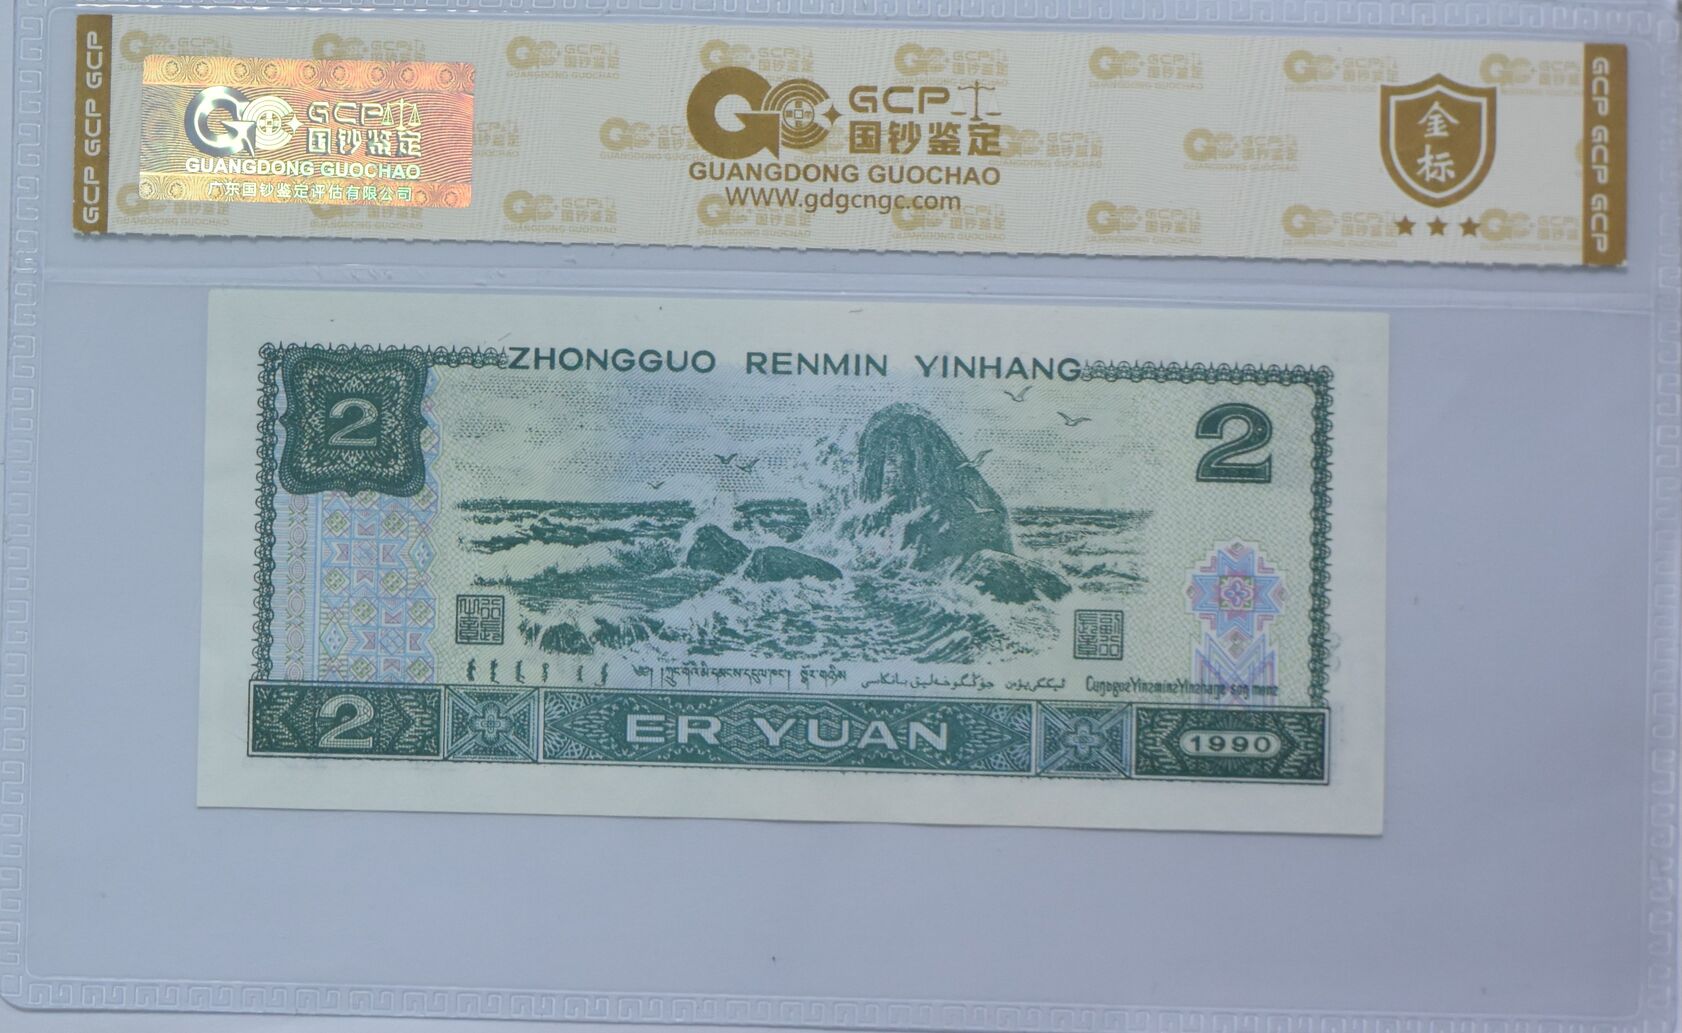 GCP GCP GCP
GCP
国钞鉴定
GUANGDONG GUOCHAO
广东国钞鉴定评估有限公司
GCP
国钞鉴定
GUANGDONG GUOCHAO
WWW.gdgcngc.com
金标
GCP GCP GCP
ZHONGGUO RENMIN YINHANG
2
2
2
ER YUAN
1990